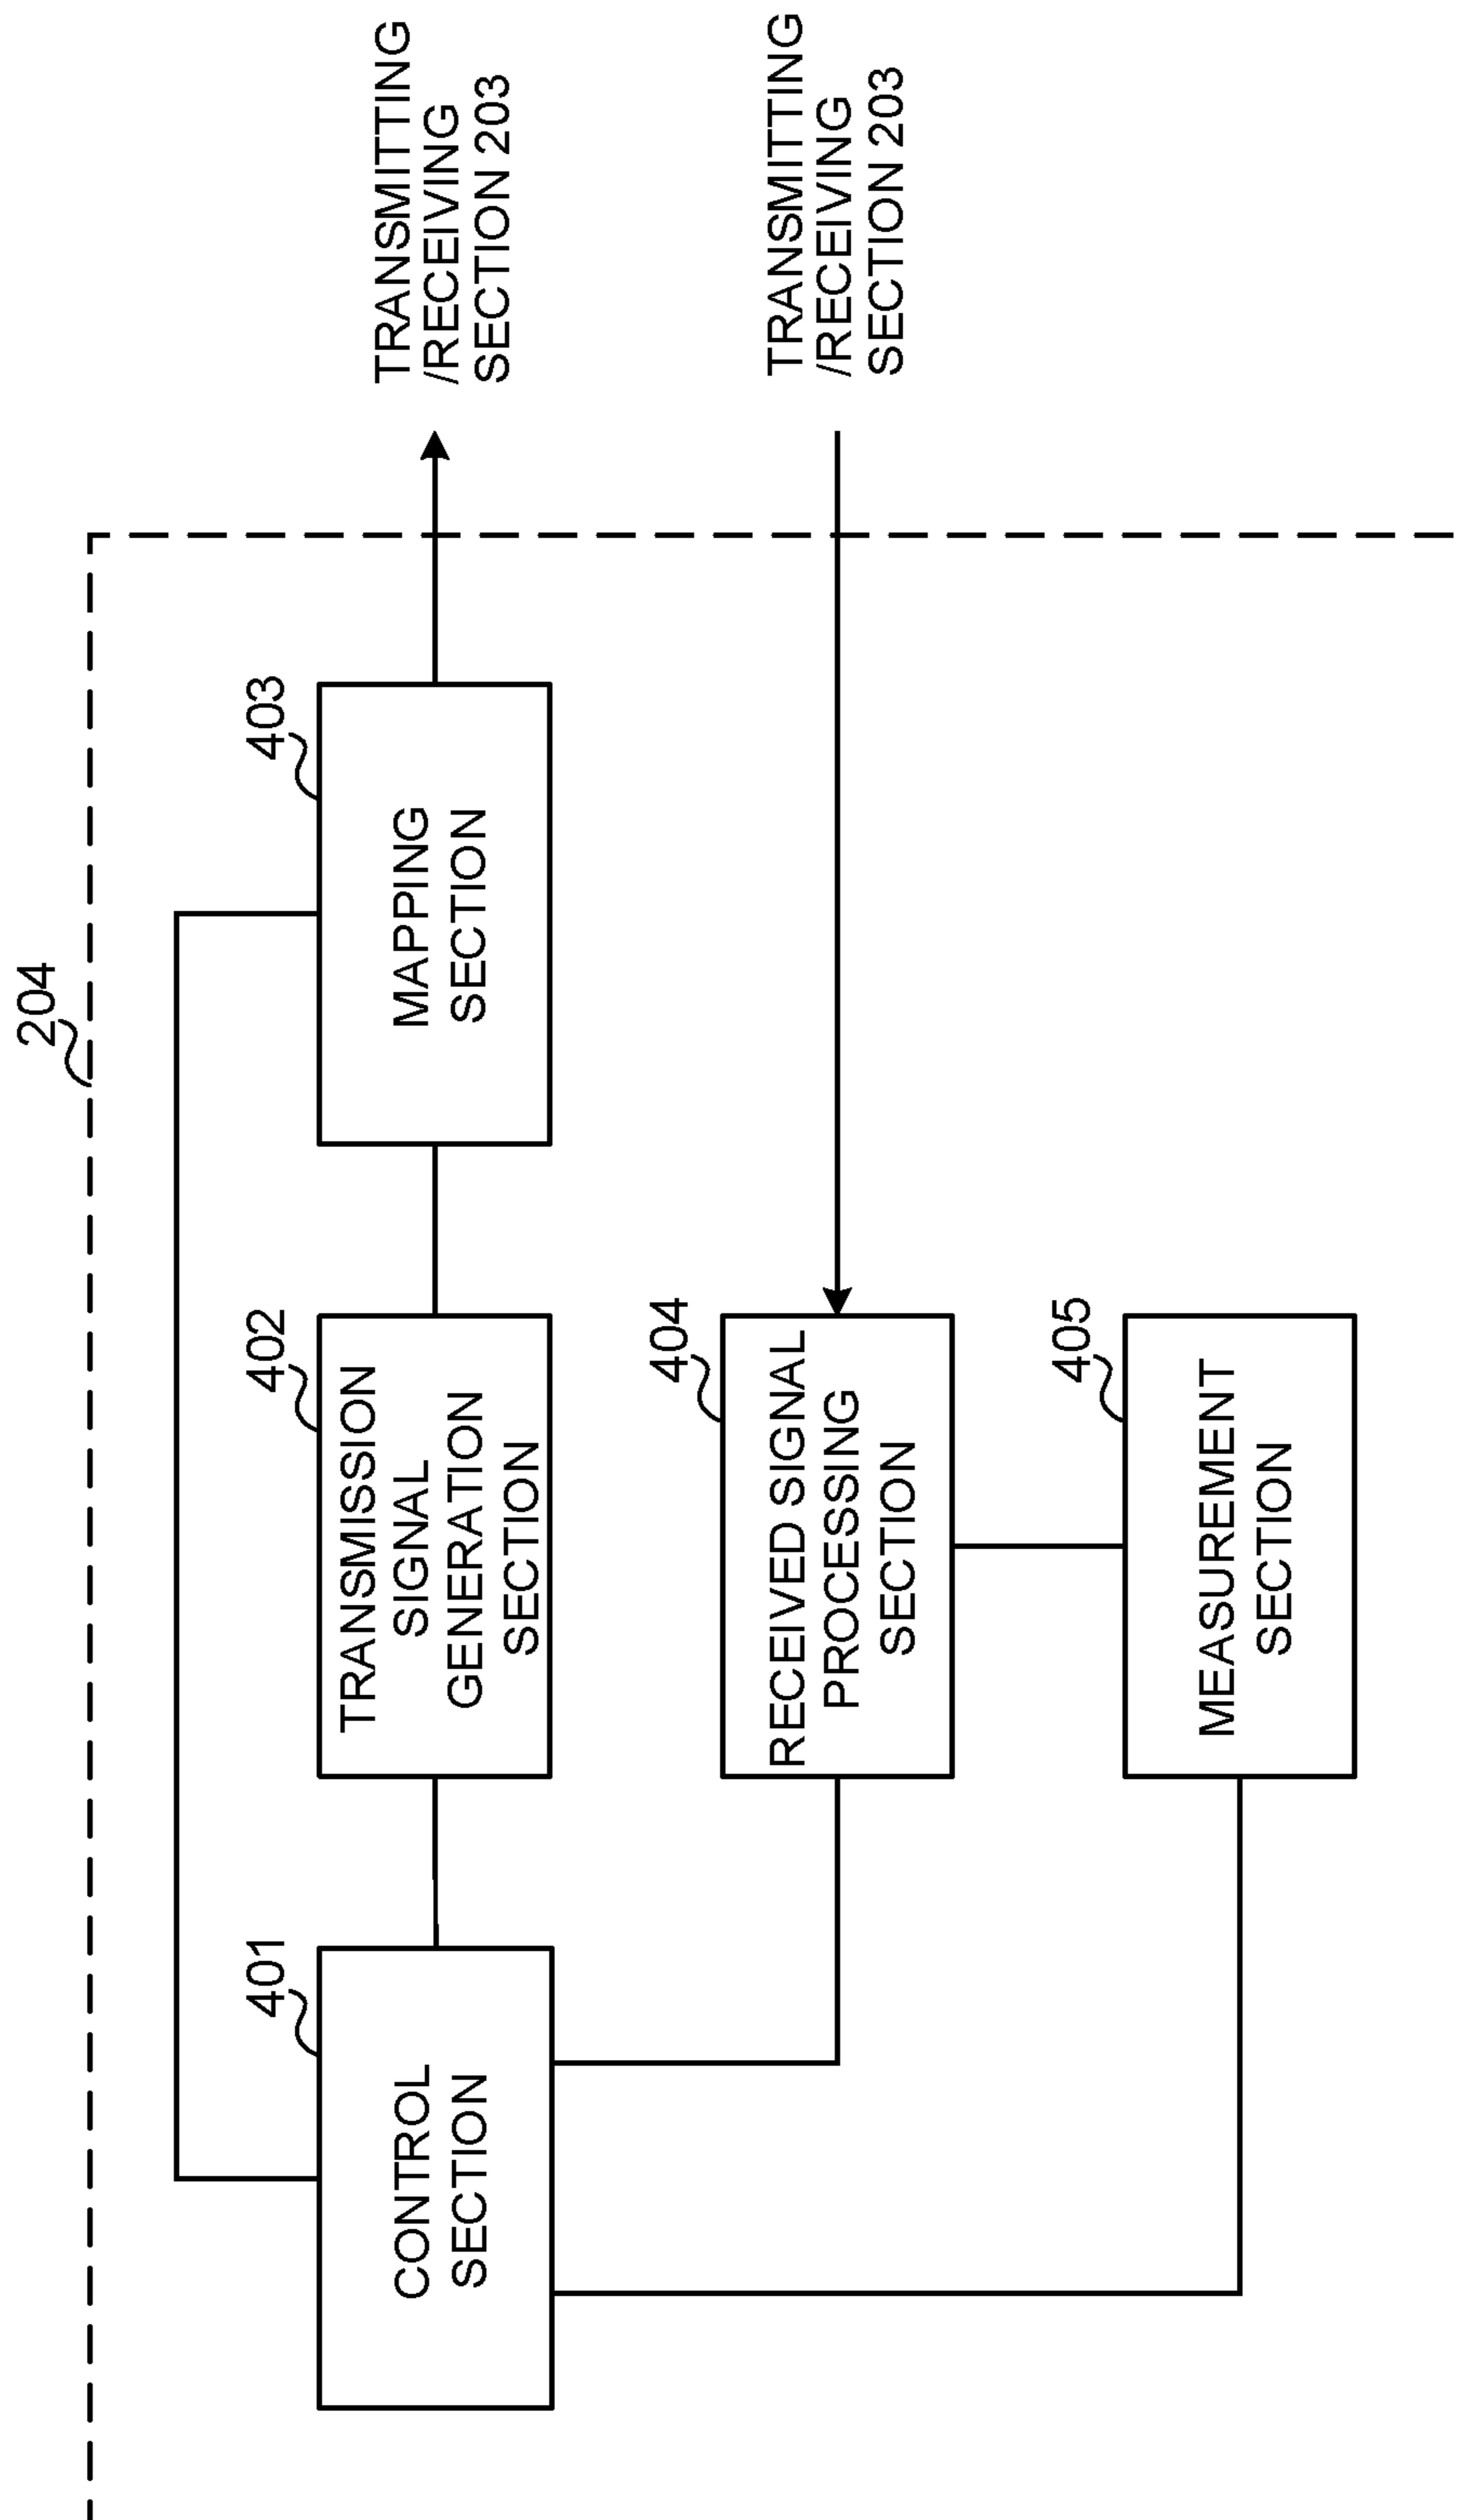 204
401
CONTROL
SECTION
402
TRANSMISSION
SIGNAL
GENERATION
SECTION
403
MAPPING
SECTION
TRANSMITTING
/RECEIVING
SECTION 203
404
RECEIVED SIGNAL
PROCESSING
SECTION
TRANSMITTING
/RECEIVING
SECTION 203
405
MEASUREMENT
SECTION